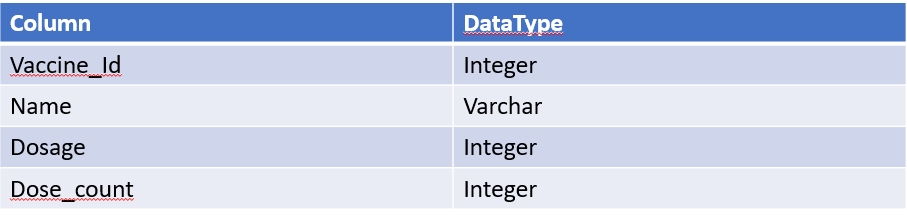 Column DataType
Vaccine_Id Integer
Name Varchar
Dosage Integer
Dose_count Integer